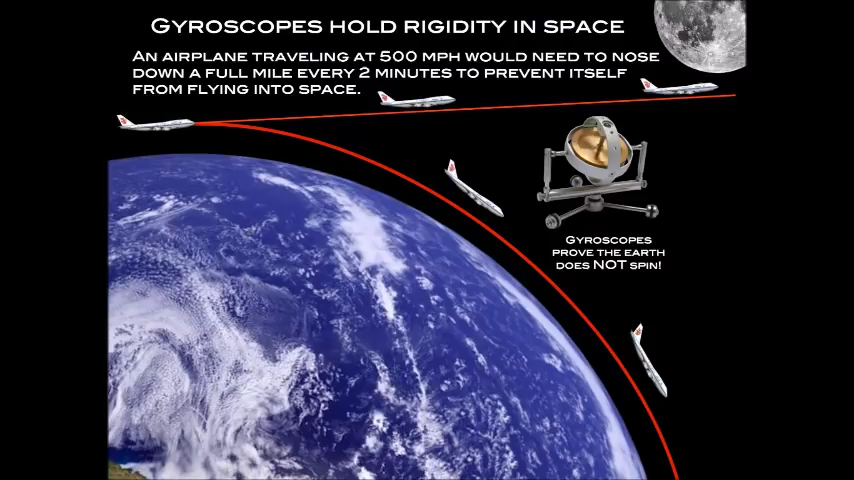 Gyroscopes hold rigidity in space
An airplane traveling at 500 mph would need to nose
down a full mile every 2 minutes to prevent itself
from flying into space.
Gyroscopes
prove the earth
does NOT spin!